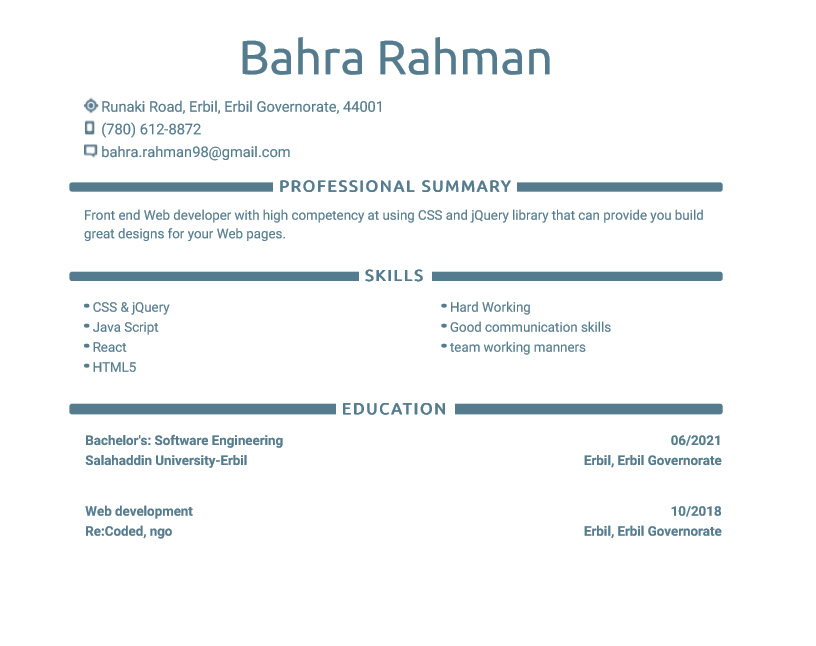 Bahra Rahman
Runaki Road, Erbil, Erbil Governorate, 44001
(780) 612-8872
bahra.rahman98@gmail.com
PROFESSIONAL SUMMARY
Front end Web developer with high competency at using CSS and jQuery library that can provide you build
great designs for your Web pages.
SKILLS
• CSS & jQuery
• Java Script
• React
• HTML5
• Hard Working
• Good communication skills
• team working manners
EDUCATION
Bachelor's: Software Engineering 06/2021
Salahaddin University-Erbil Erbil, Erbil Governorate
Web development 10/2018
Re:Coded, ngo Erbil, Erbil Governorate